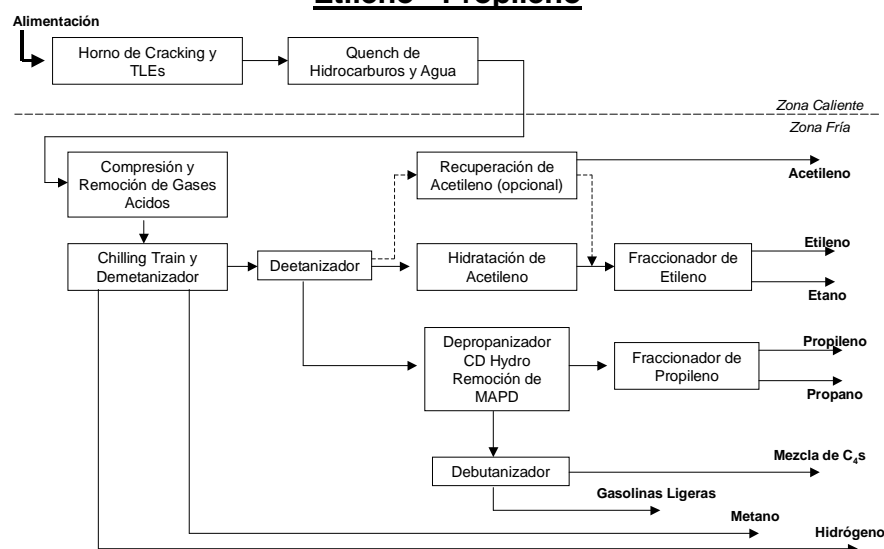 Etileno - Propileno
Alimentación
Horno de Cracking y
TLEs
Quench de
Hidrocarburos y Agua
Zona Caliente
Zona Fría
Compresión y
Remoción de Gases
Acidos
Recuperación de
Acetileno (opcional)
Acetileno
Chilling Train y
Demetanizador
Deetanizador
Hidratación de
Acetileno
Fraccionador de
Etileno
Etileno
Etano
Depropanizador
CD Hydro
Remoción de
MAPD
Fraccionador de
Propileno
Propileno
Propano
Debutanizador
Mezcla de C₄s
Gasolinas Ligeras
Metano
Hidrógeno